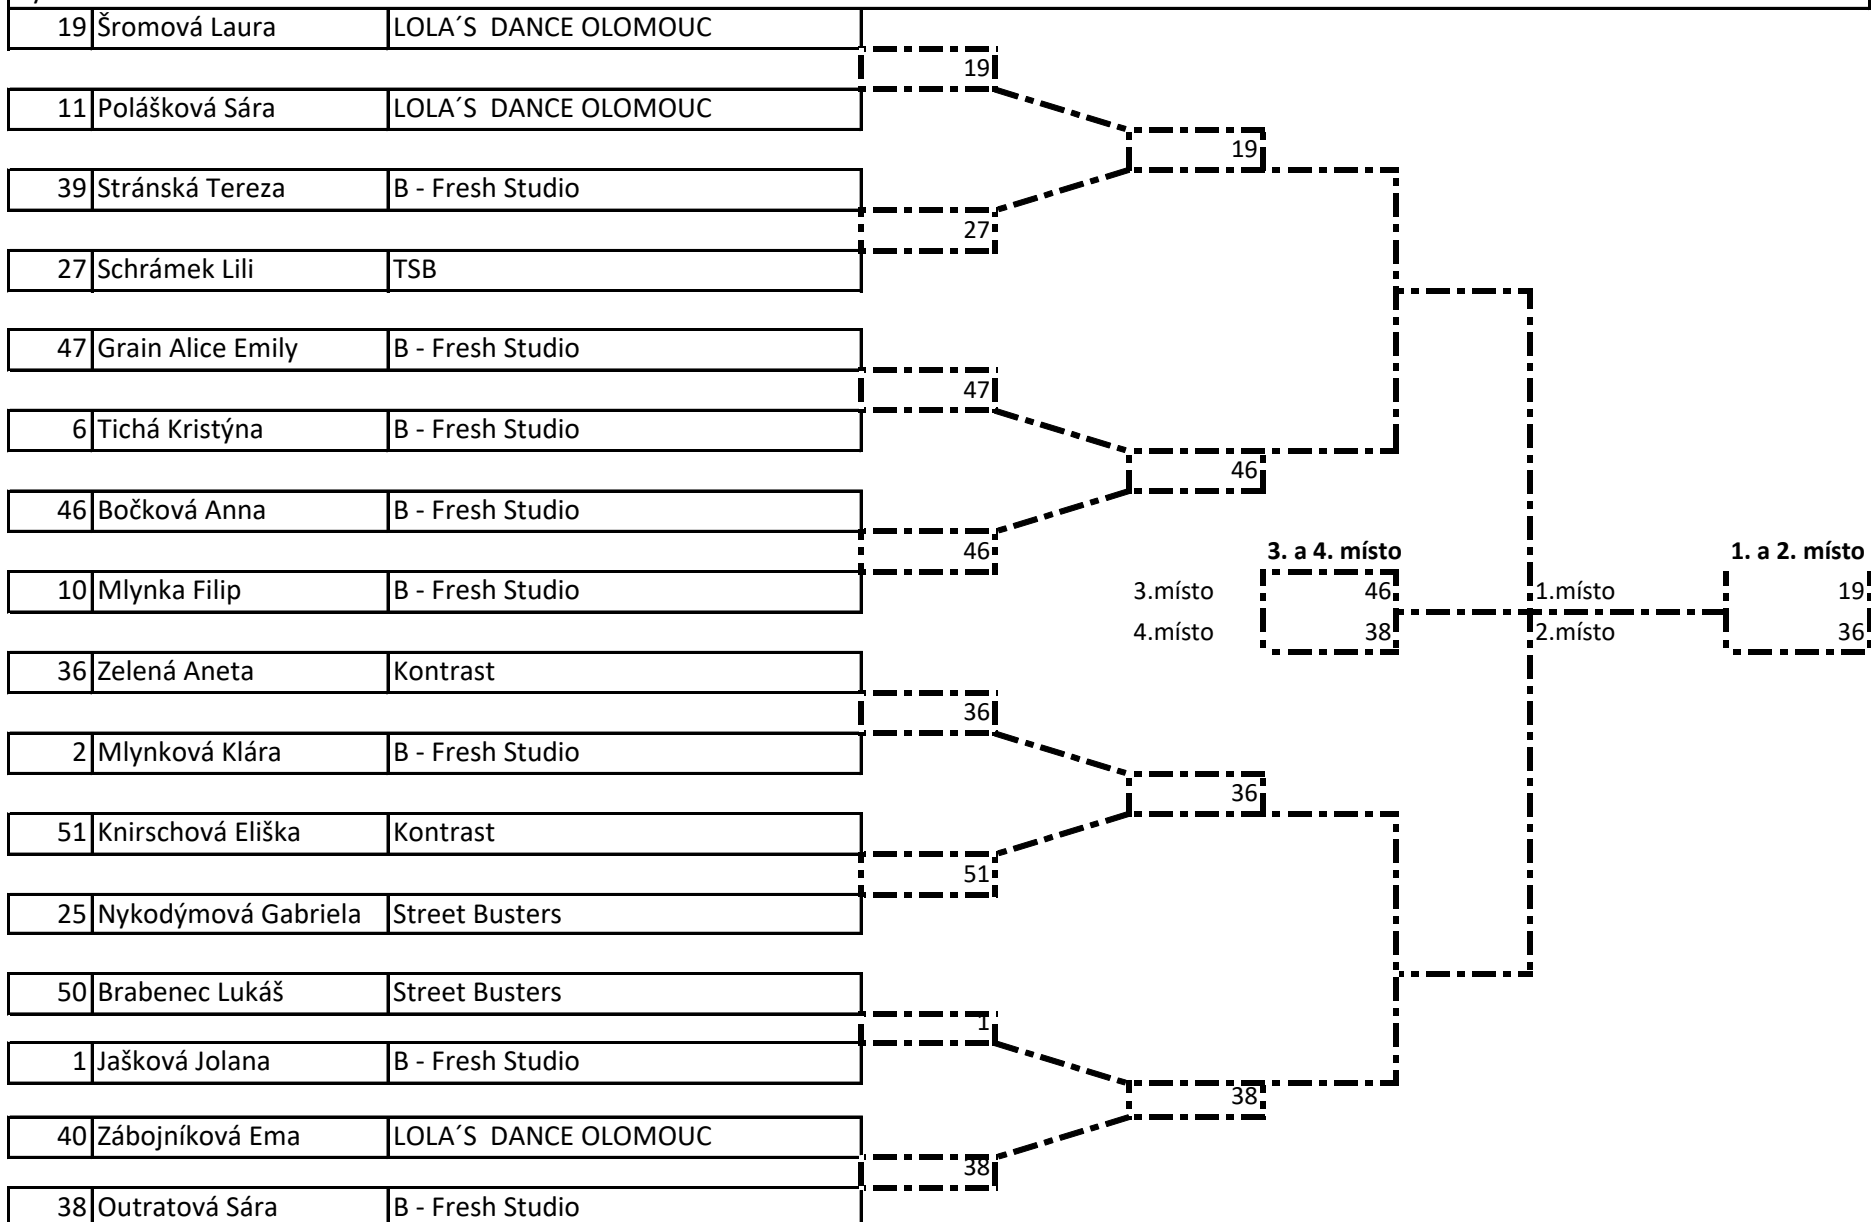 19 Šromová Laura LOLA´S  DANCE OLOMOUC
19
11 Polášková Sára LOLA´S  DANCE OLOMOUC
19
39 Stránská Tereza B - Fresh Studio
27
27 Schrámek Lili TSB
47 Grain Alice Emily B - Fresh Studio
47
6 Tichá Kristýna B - Fresh Studio
46
46 Bočková Anna B - Fresh Studio
46 3. a 4. místo 1. a 2. místo
10 Mlynka Filip B - Fresh Studio 3.místo 46 1.místo 19
4.místo 38 2.místo 36
36 Zelená Aneta Kontrast
36
2 Mlynková Klára B - Fresh Studio
36
51 Knirschová Eliška Kontrast
51
25 Nykodýmová Gabriela Street Busters
50 Brabenec Lukáš Street Busters
1
1 Jašková Jolana B - Fresh Studio
38
40 Zábojníková Ema LOLA´S  DANCE OLOMOUC
38
38 Outratová Sára B - Fresh Studio